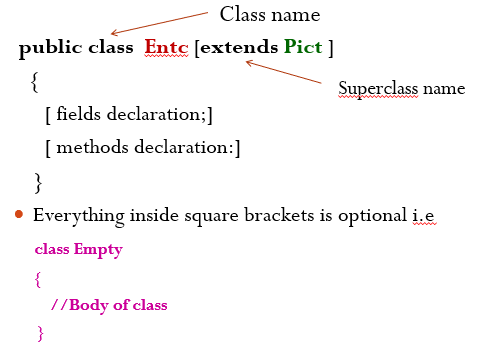 Class name
public class Entc [extends Pict ]
{
Superclass name
[ fields declaration;]
[ methods declaration:]
}
Everything inside square brackets is optional i.e
class Empty
{
//Body of class
}